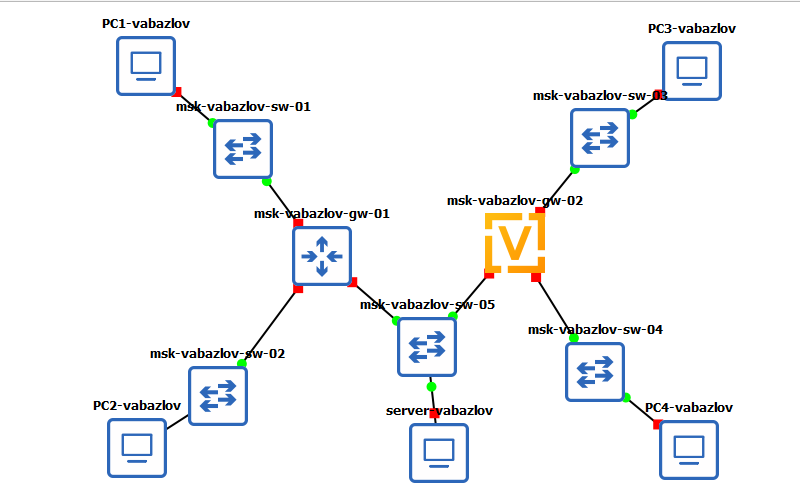 PC1-vabazlov
PC3-vabazlov
msk-vabazlov-sw-01
msk-vabazlov-sw-03
msk-vabazlov-gw-01
msk-vabazlov-gw-02
V
msk-vabazlov-sw-05
msk-vabazlov-sw-04
msk-vabazlov-sw-02
PC2-vabazlov
server-vabazlov
PC4-vabazlov